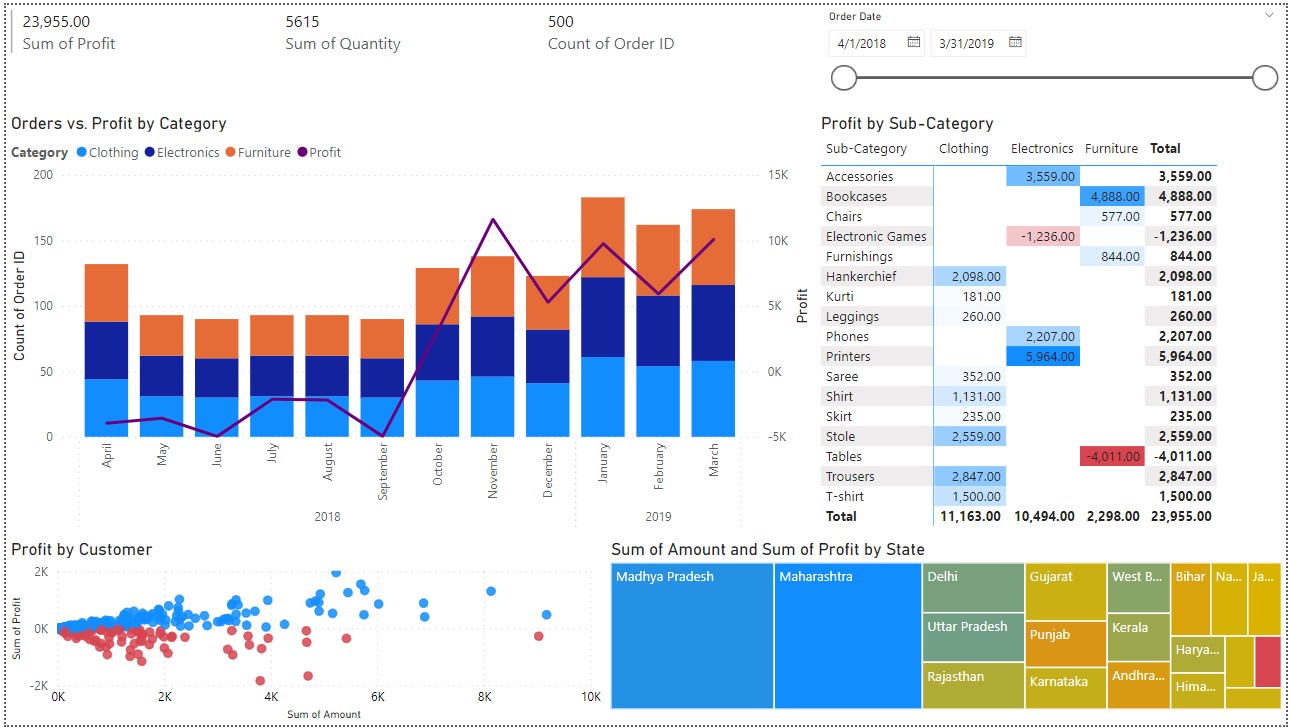 23,955.00 5615 500
Sum of Profit Sum of Quantity Count of Order ID
Order Date
4/1/2018 3/31/2019
Orders vs. Profit by Category
Category Clothing Electronics Furniture Profit
Count of Order ID
200
150
100
50
0
15K
10K
5K
0K
-5K
Profit
April May June July August September October November December January February March
2018 2019
Profit by Sub-Category
Sub-Category Clothing Electronics Furniture Total
Accessories 3,559.00 3,559.00
Bookcases 4,888.00 4,888.00
Chairs 577.00 577.00
Electronic Games -1,236.00 -1,236.00
Furnishings 844.00 844.00
Hankerchief 2,098.00 2,098.00
Kurti 181.00 181.00
Leggings 260.00 260.00
Phones 2,207.00 2,207.00
Printers 5,964.00 5,964.00
Saree 352.00 352.00
Shirt 1,131.00 1,131.00
Skirt 235.00 235.00
Stole 2,559.00 2,559.00
Tables -4,011.00 -4,011.00
Trousers 2,847.00 2,847.00
T-shirt 1,500.00 1,500.00
Total 11,163.00 10,494.00 2,298.00 23,955.00
Profit by Customer
Sum of Profit
2K
0K
-2K
0K 2K 4K 6K 8K 10K
Sum of Amount
Sum of Amount and Sum of Profit by State
Madhya Pradesh
Maharashtra
Delhi
Uttar Pradesh
Rajasthan
Gujarat
Punjab
Karnataka
West B...
Kerala
Andhra...
Bihar
Na...
Ja...
Harya...
Hima...